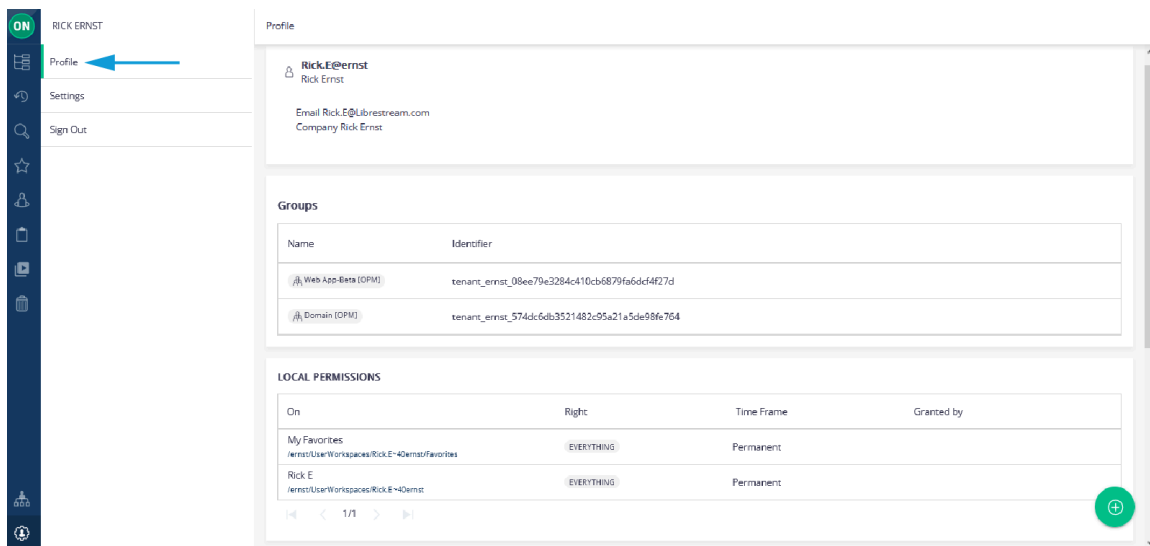 ON
RICK ERNST
Profile
Settings
Sign Out
Profile
Rick.E@ernst
Rick Ernst
Email Rick.E@Librestream.com
Company Rick Ernst
Groups
Name Identifier
Web App-Beta [OPM] tenant_ernst_08ee79e3284c410cb6879fa6dcf4f27d
Domain [OPM] tenant_ernst_574dc6db3521482c95a21a5de98fe764
LOCAL PERMISSIONS
On Right Time Frame Granted by
My Favorites EVERYTHING Permanent
/ernst/UserWorkspaces/Rick.E~40ernst/Favorites
Rick E EVERYTHING Permanent
/ernst/UserWorkspaces/Rick.E~40ernst
1/1